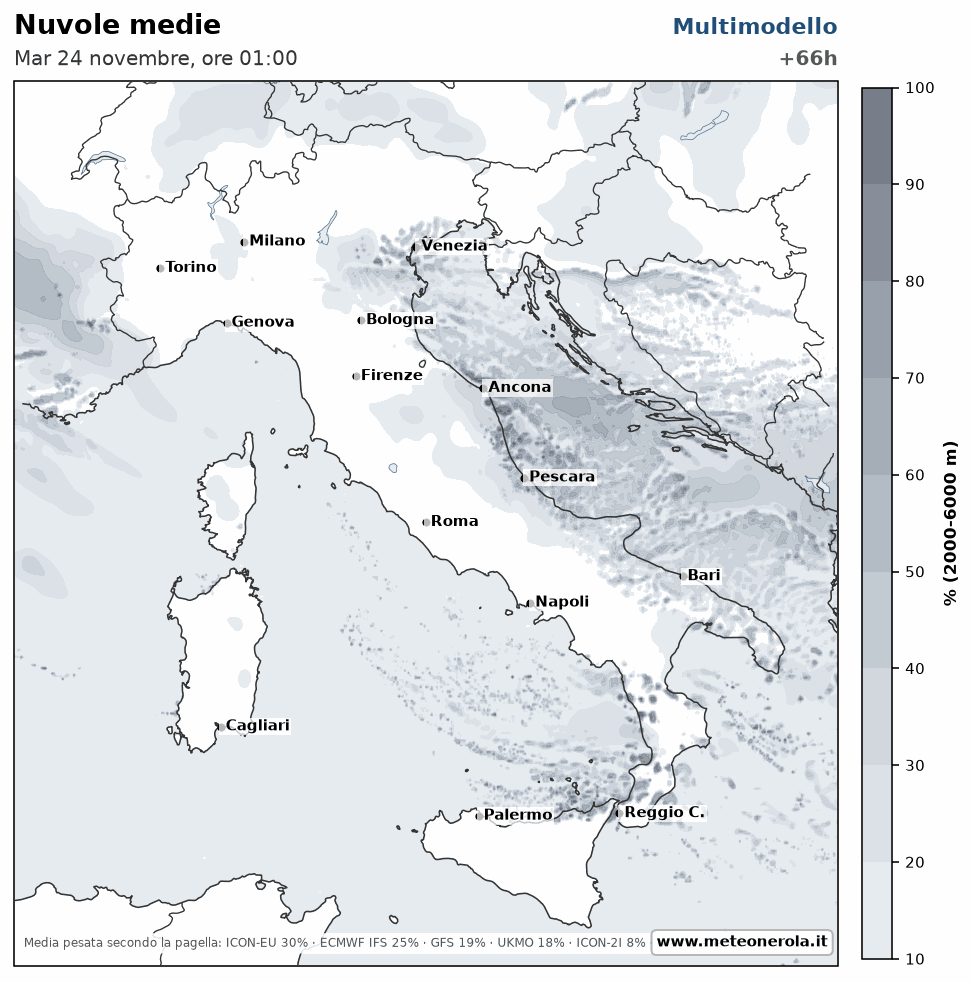 Nuvole medie
Multimodello
Mar 24 novembre, ore 01:00
+66h
100
90
80
70
60
50
40
30
20
10
% (2000-6000 m)
Milano
Venezia
Torino
Genova
Bologna
Firenze
Ancona
Pescara
Roma
Bari
Napoli
Cagliari
Palermo
Reggio C.
Media pesata secondo la pagella: ICON-EU 30% · ECMWF IFS 25% · GFS 19% · UKMO 18% · ICON-2I 8%
www.meteonerola.it